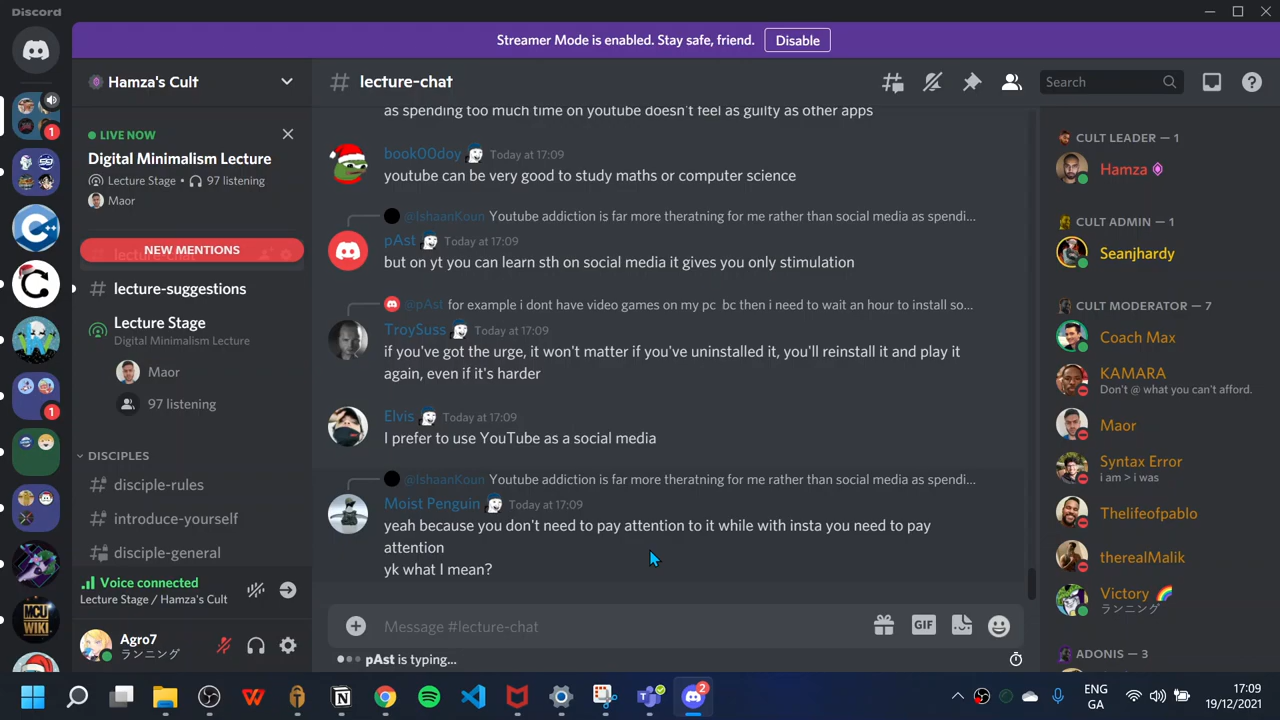 Discord
Streamer Mode is enabled. Stay safe, friend.
Disable
Hamza's Cult
LIVE NOW
Digital Minimalism Lecture
Lecture Stage • 97 listening
Maor
NEW MENTIONS
lecture-suggestions
Lecture Stage
Digital Minimalism Lecture
Maor
97 listening
DISCIPLES
disciple-rules
introduce-yourself
disciple-general
Voice connected
Lecture Stage / Hamza's Cult
Agro7
ランニング
lecture-chat
Search
as spending too much time on youtube doesn't feel as guilty as other apps
book00doy Today at 17:09
youtube can be very good to study maths or computer science
@IshaanKoun Youtube addiction is far more theratning for me rather than social media as spendi...
pAst Today at 17:09
but on yt you can learn sth on social media it gives you only stimulation
@pAst for example i dont have video games on my pc bc then i need to wait an hour to install so...
TroySuss Today at 17:09
if you've got the urge, it won't matter if you've uninstalled it, you'll reinstall it and play it
again, even if it's harder
Elvis Today at 17:09
I prefer to use YouTube as a social media
@IshaanKoun Youtube addiction is far more theratning for me rather than social media as spendi...
Moist Penguin Today at 17:09
yeah because you don't need to pay attention to it while with insta you need to pay
attention
yk what I mean?
Message #lecture-chat
GIF
pAst is typing...
CULT LEADER — 1
Hamza
CULT ADMIN — 1
Seanjhardy
CULT MODERATOR — 7
Coach Max
KAMARA
Don't @ what you can't afford.
Maor
Syntax Error
i am > i was
Thelifeofpablo
therealMalik
Victory 🌈
ランニング
ADONIS — 3
1
1
MCU
WIKI
2
ENG
GA
17:09
19/12/2021